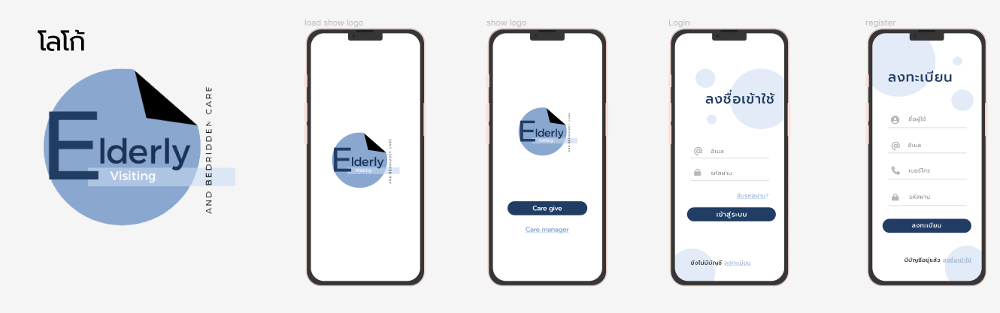 โลโก้
Elderly
Visiting
AND BEDRIDDEN CARE
load show logo
Elderly
Visiting
AND BEDRIDDEN CARE
show logo
Elderly
Visiting
AND BEDRIDDEN CARE
Care give
Care manager
Login
ลงชื่อเข้าใช้
อีเมล
รหัสผ่าน
ลืมรหัสผ่าน?
เข้าสู่ระบบ
ยังไม่มีบัญชี ลงทะเบียน
register
ลงทะเบียน
ชื่อผู้ใช้
อีเมล
เบอร์โทร
รหัสผ่าน
ลงทะเบียน
มีบัญชีอยู่แล้ว ลงชื่อเข้าใช้